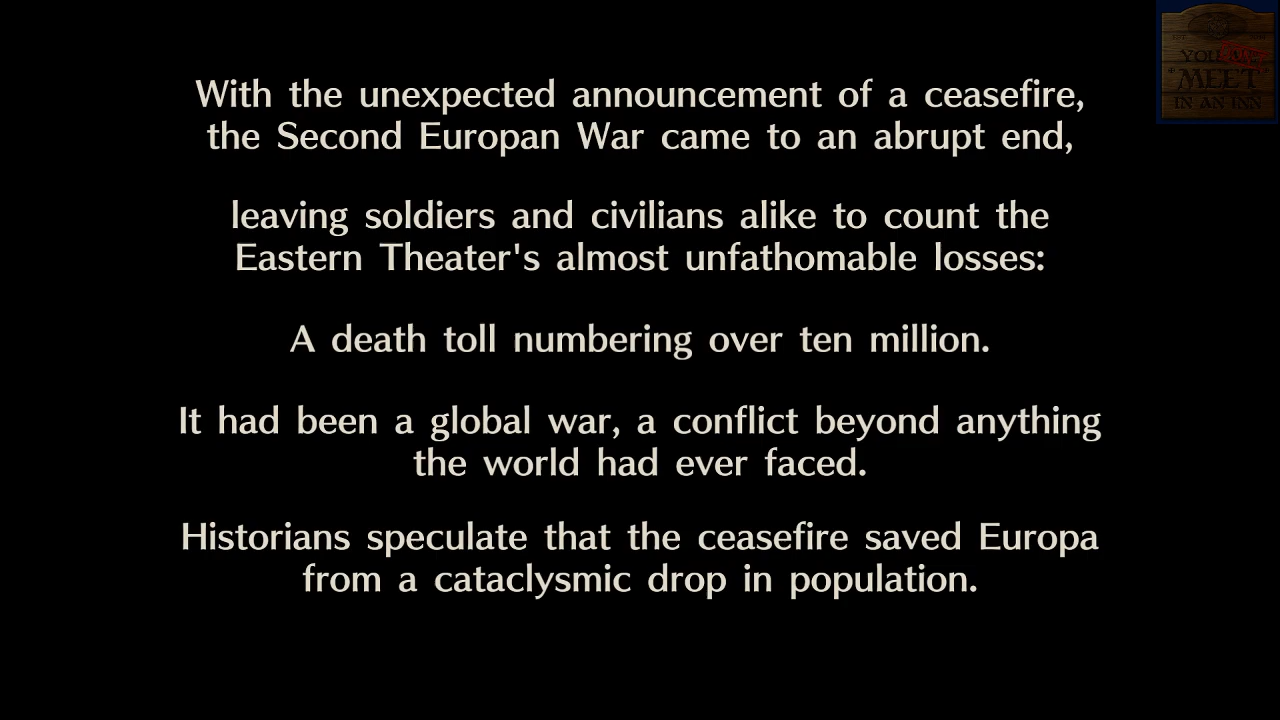 With the unexpected announcement of a ceasefire,
the Second Europan War came to an abrupt end,
leaving soldiers and civilians alike to count the
Eastern Theater's almost unfathomable losses:
A death toll numbering over ten million.
It had been a global war, a conflict beyond anything
the world had ever faced.
Historians speculate that the ceasefire saved Europa
from a cataclysmic drop in population.
YOU
"MEET"
IN AN INN